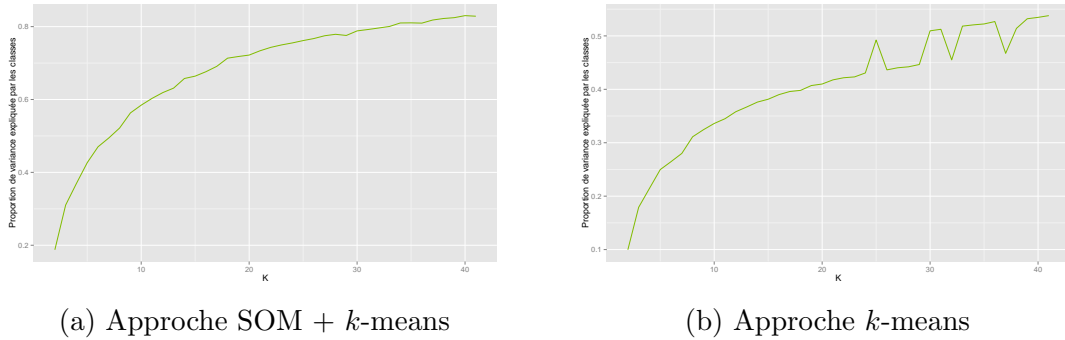 Proportion de variance expliquée par les classes
0.8
0.6
0.4
0.2
10
20
30
40
K
(a) Approche SOM + k-means
Proportion de variance expliquée par les classes
0.5
0.4
0.3
0.2
0.1
10
20
30
40
K
(b) Approche k-means